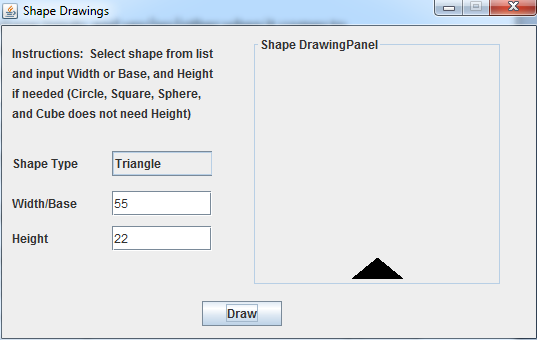 Shape Drawings
Instructions:  Select shape from list
and input Width or Base, and Height
if needed (Circle, Square, Sphere,
and Cube does not need Height)
Shape DrawingPanel
Shape Type
Triangle
Width/Base
55
Height
22
Draw